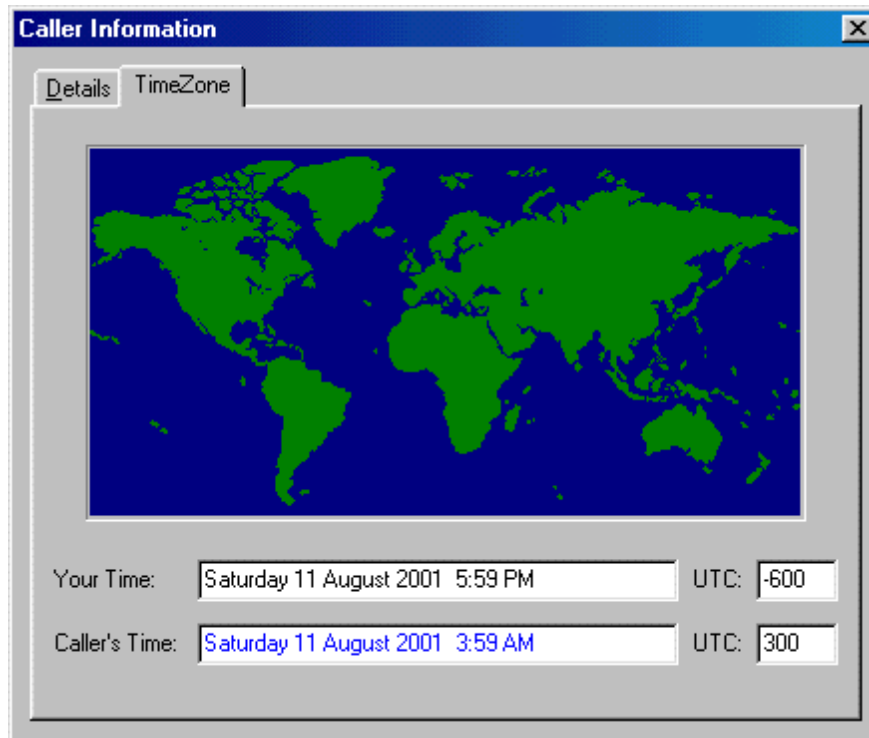 Caller Information
Details TimeZone
Your Time: Saturday 11 August 2001 5:59 PM UTC: -600
Caller's Time: Saturday 11 August 2001 3:59 AM UTC: 300